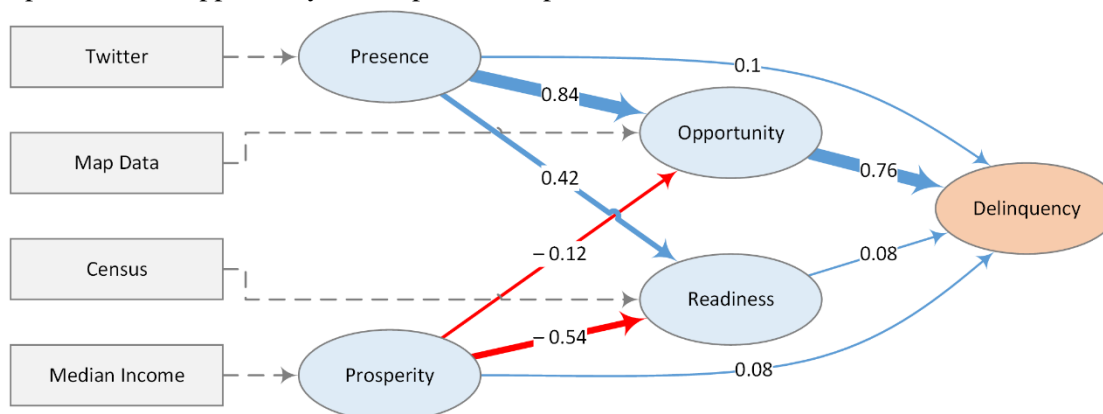 Twitter
Presence
0.1
0.84
Opportunity
Map Data
0.42
0.76
Delinquency
– 0.12
0.08
Census
Readiness
– 0.54
0.08
Median Income
Prosperity